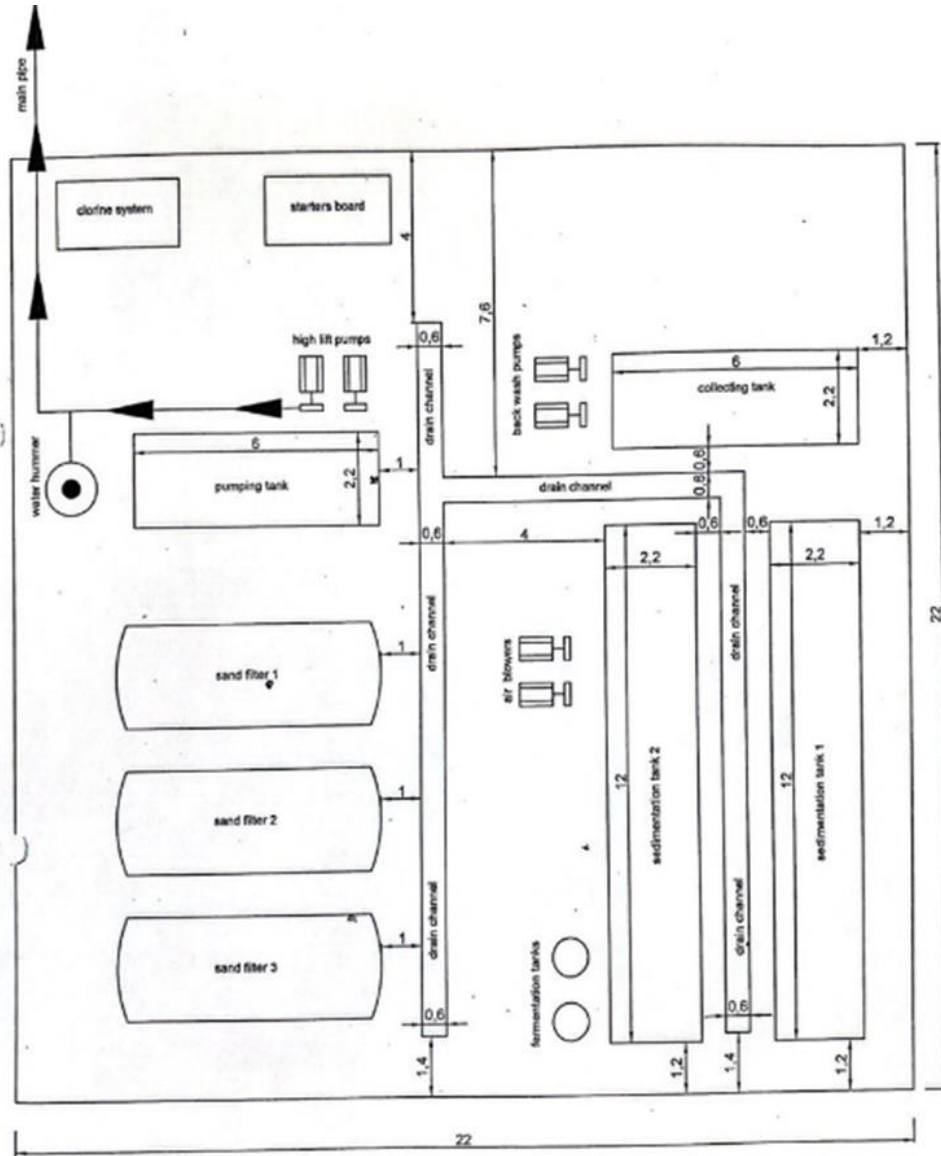 main pipe
clorine system
starters board
4
7,6
high lift pumps
0,6
back wash pumps
1,2
6
collecting tank
2,2
drain channel
water hummer
6
pumping tank
2,2
1
0,6
0,6
drain channel
0,6
4
0,6
0,6
1,2
2,2
2,2
22
drain channel
drain channel
sand filter 1
1
air blowers
sedimentation tank 2
12
12
sedimentation tank 1
sand filter 2
1
drain channel
drain channel
sand filter 3
1
fermentation tanks
0,6
0,6
1,4
1,2
1,4
1,2
22